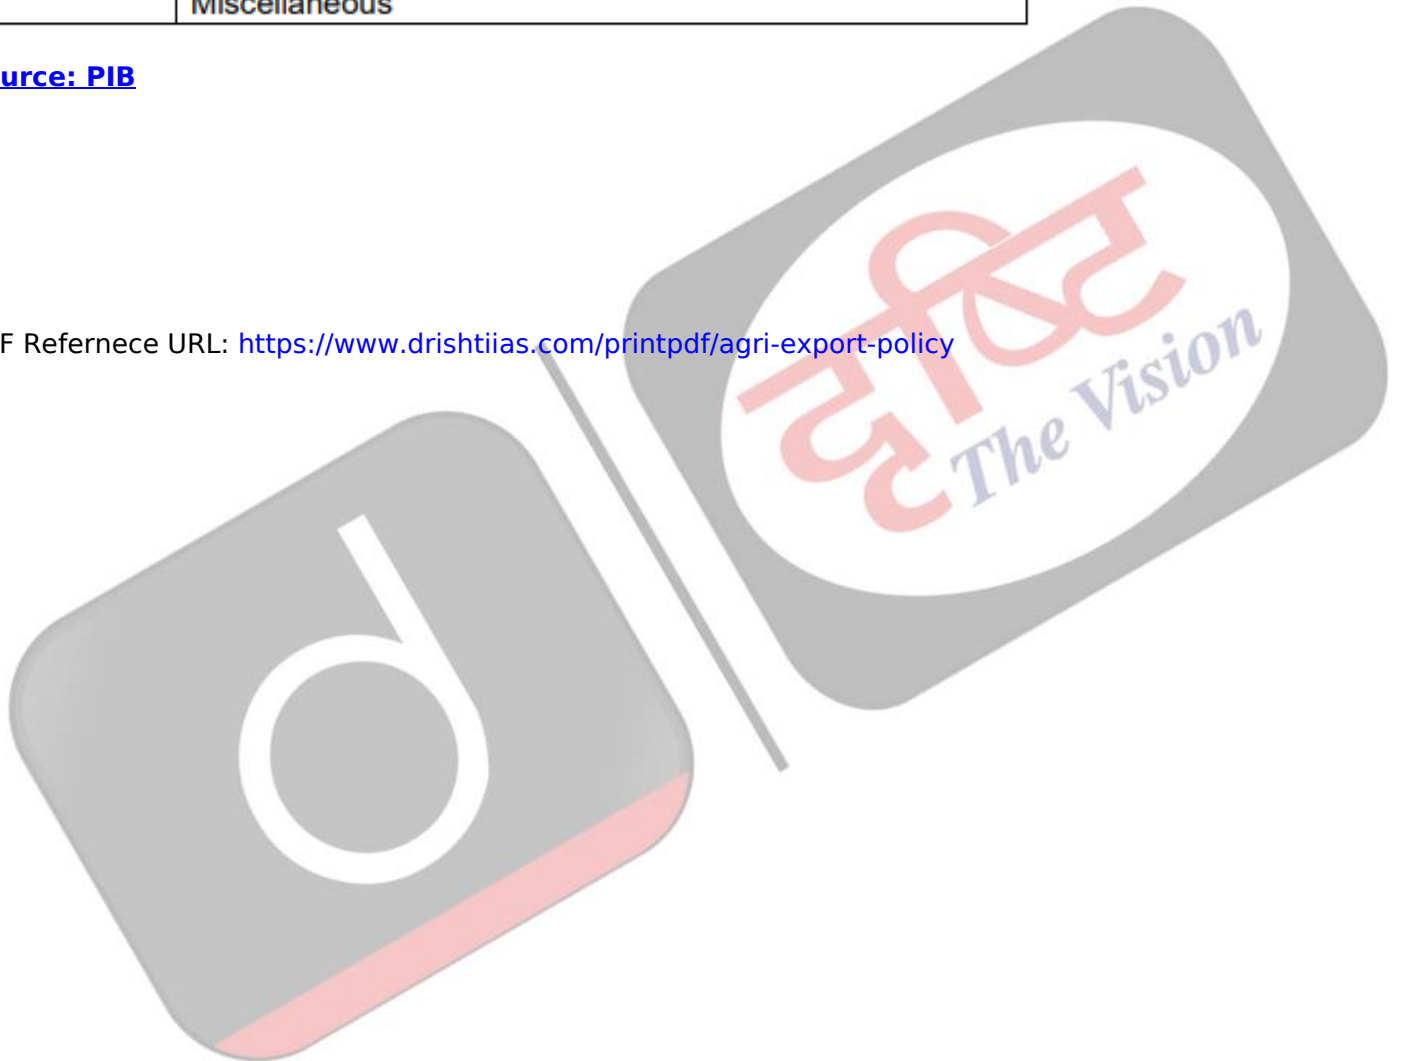 Miscellaneous
urce: PIB
F Refernece URL: https://www.drishtiias.com/printpdf/agri-export-policy
दृष्टि
The Vision
d